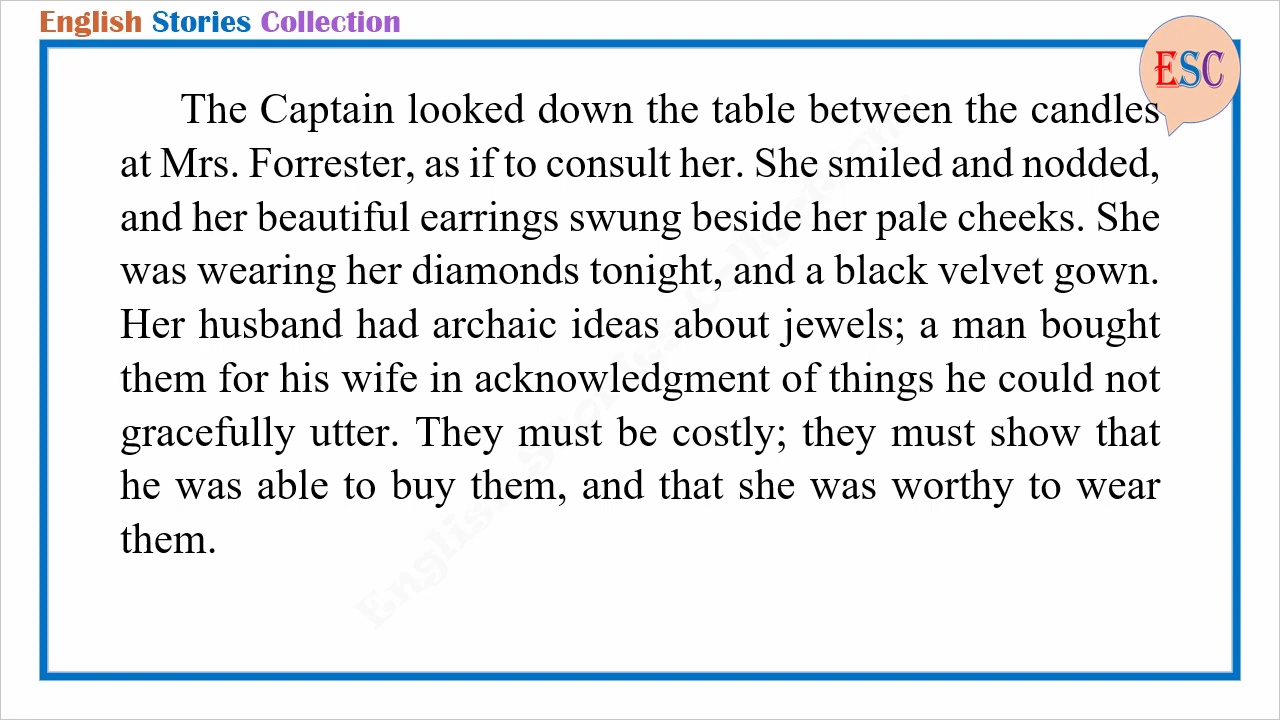 English Stories Collection
ESC
The Captain looked down the table between the candles
at Mrs. Forrester, as if to consult her. She smiled and nodded,
and her beautiful earrings swung beside her pale cheeks. She
was wearing her diamonds tonight, and a black velvet gown.
Her husband had archaic ideas about jewels; a man bought
them for his wife in acknowledgment of things he could not
gracefully utter. They must be costly; they must show that
he was able to buy them, and that she was worthy to wear
them.